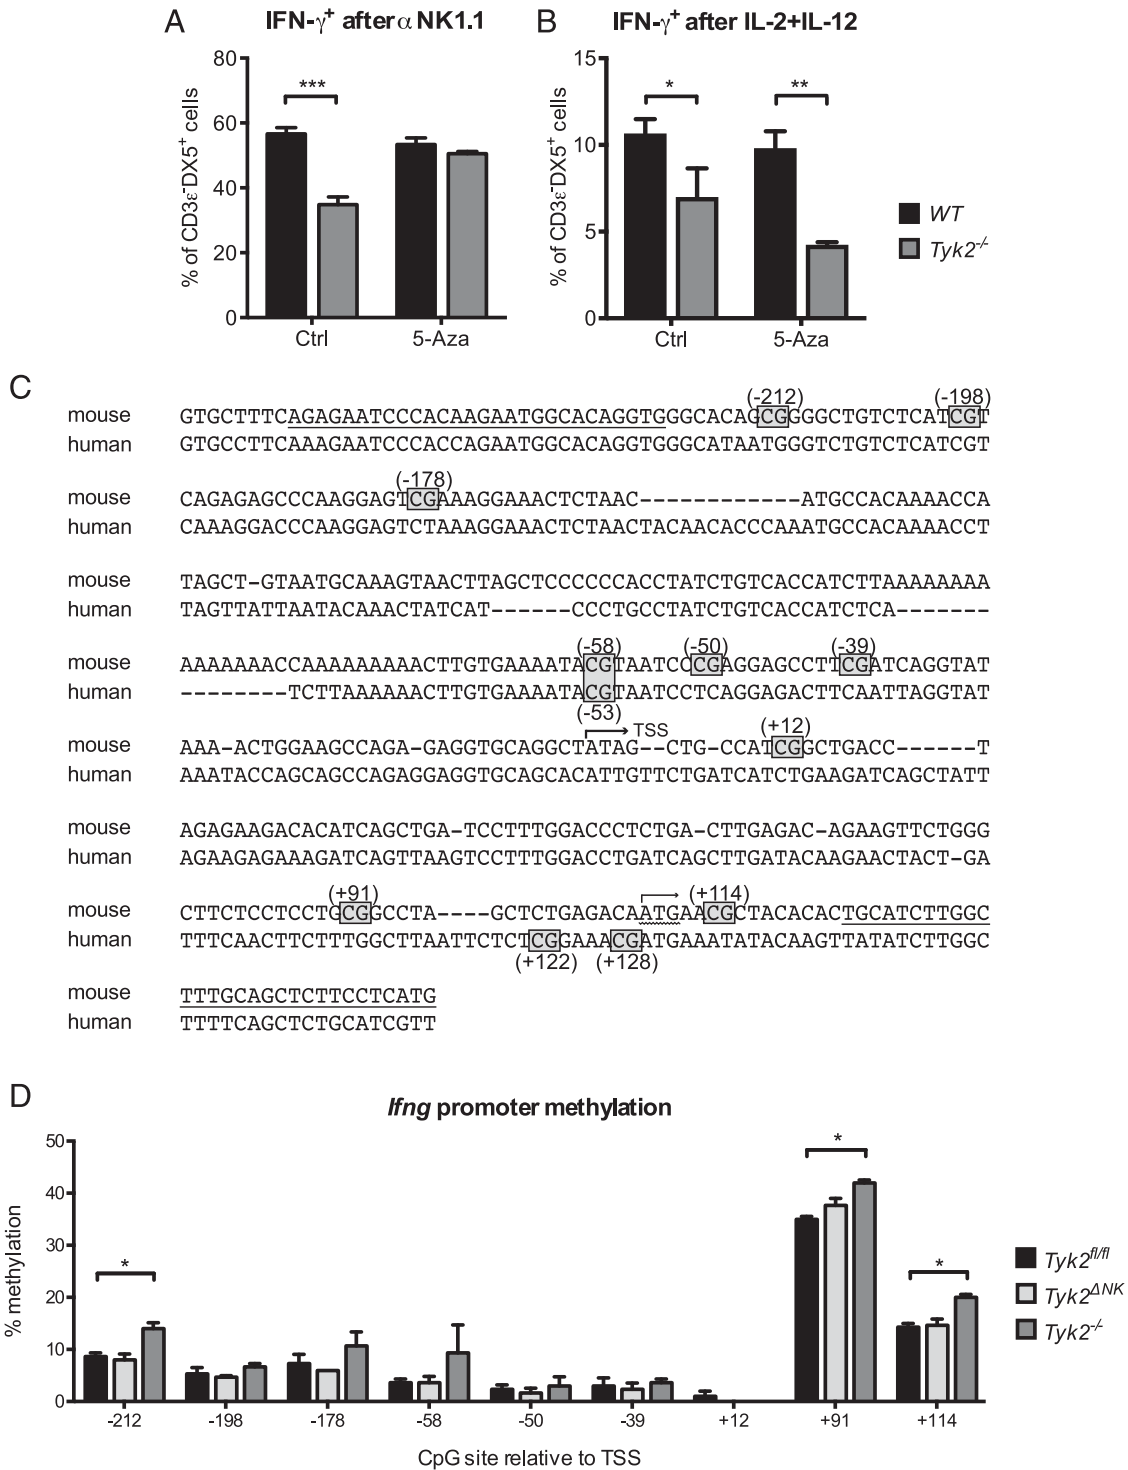 A
IFN-γ⁺ after α NK1.1
% of CD3ε⁻DX5⁺ cells
80
60
40
20
0
***
Ctrl
5-Aza
B
IFN-γ⁺ after IL-2+IL-12
% of CD3ε⁻DX5⁺ cells
15
10
5
0
*
**
Ctrl
5-Aza
WT
Tyk2⁻/⁻
C
(-212) (-198)
mouse GTGCTTTCAGAGAATCCCACAAGAATGGCACAGGTGGGCACAGCGGGGCTGTCTCATCGT
human GTGCCTTCAAAGAATCCCACCAGAATGGCACAGGTGGGCATAATGGGTCTGTCTCATCGT
(-178)
mouse CAGAGAGCCCAAGGAGTCGAAAGGAAACTCTAAC------------ATGCCACAAAACCA
human CAAAGGACCCAAGGAGTCTAAAGGAAACTCTAACTACAACACCCAAATGCCACAAAACCT
mouse TAGCT-GTAATGCAAAGTAACTTAGCTCCCCCCACCTATCTGTCACCATCTTAAAAAAAA
human TAGTTATTAATACAAACTATCAT------CCCTGCCTATCTGTCACCATCTCA-------
(-58) (-50) (-39)
mouse AAAAAAACCAAAAAAAAACTTGTGAAAATACGTAATCCCGAGGAGCCTTCGATCAGGTAT
human --------TCTTAAAAAACTTGTGAAAATACGTAATCCTCAGGAGACTTCAATTAGGTAT
(-53) TSS (+12)
mouse AAA-ACTGGAAGCCAGA-GAGGTGCAGGCTATAG--CTG-CCATCGGCTGACC------T
human AAATACCAGCAGCCAGAGGAGGTGCAGCACATTGTTCTGATCATCTGAAGATCAGCTATT
mouse AGAGAAGACACATCAGCTGA-TCCTTTGGACCCTCTGA-CTTGAGAC-AGAAGTTCTGGG
human AGAAGAGAAAGATCAGTTAAGTCCTTTGGACCTGATCAGCTTGATACAAGAACTACT-GA
(+91) (+114)
mouse CTTCTCCTCCTGCGGCCTA----GCTCTGAGACAATGAACGCTACACACTGCATCTTGGC
human TTTCAACTTCTTTGGCTTAATTCTCTCGGAAACGATGAAATATACAAGTTATATCTTGGC
(+122) (+128)
mouse TTTGCAGCTCTTCCTCATG
human TTTTCAGCTCTGCATCGTT
D
Ifng promoter methylation
% methylation
50
40
30
20
10
0
*
*
*
-212 -198 -178 -58 -50 -39 +12 +91 +114
CpG site relative to TSS
Tyk2ᶠˡ/ᶠˡ
Tyk2ᐞᴺᴷ
Tyk2⁻/⁻